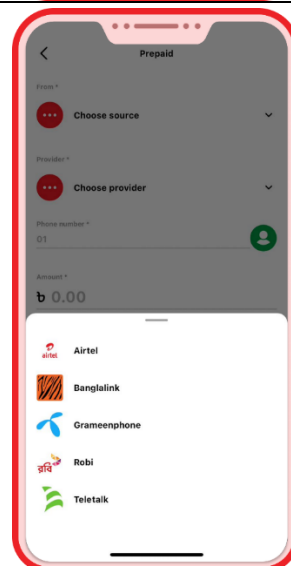 Prepaid
From *
Choose source
Provider *
Choose provider
Phone number *
01
Amount *
৳ 0.00
airtel
Airtel
Banglalink
Grameenphone
রবি
Robi
Teletalk